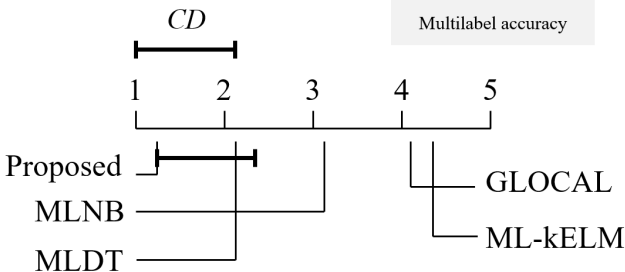 CD
Multilabel accuracy
1 2 3 4 5
Proposed
MLNB
MLDT
GLOCAL
ML-kELM